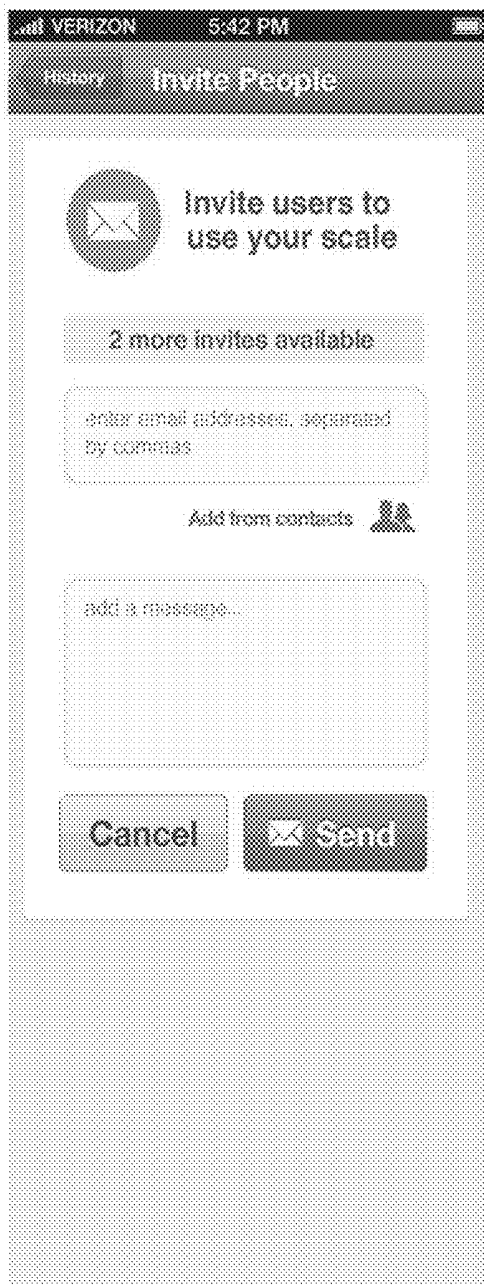 VERIZON 5:42 PM
History Invite People
Invite users to
use your scale
2 more invites available
enter email addresses, separated
by commas
Add from contacts
add a message...
Cancel Send